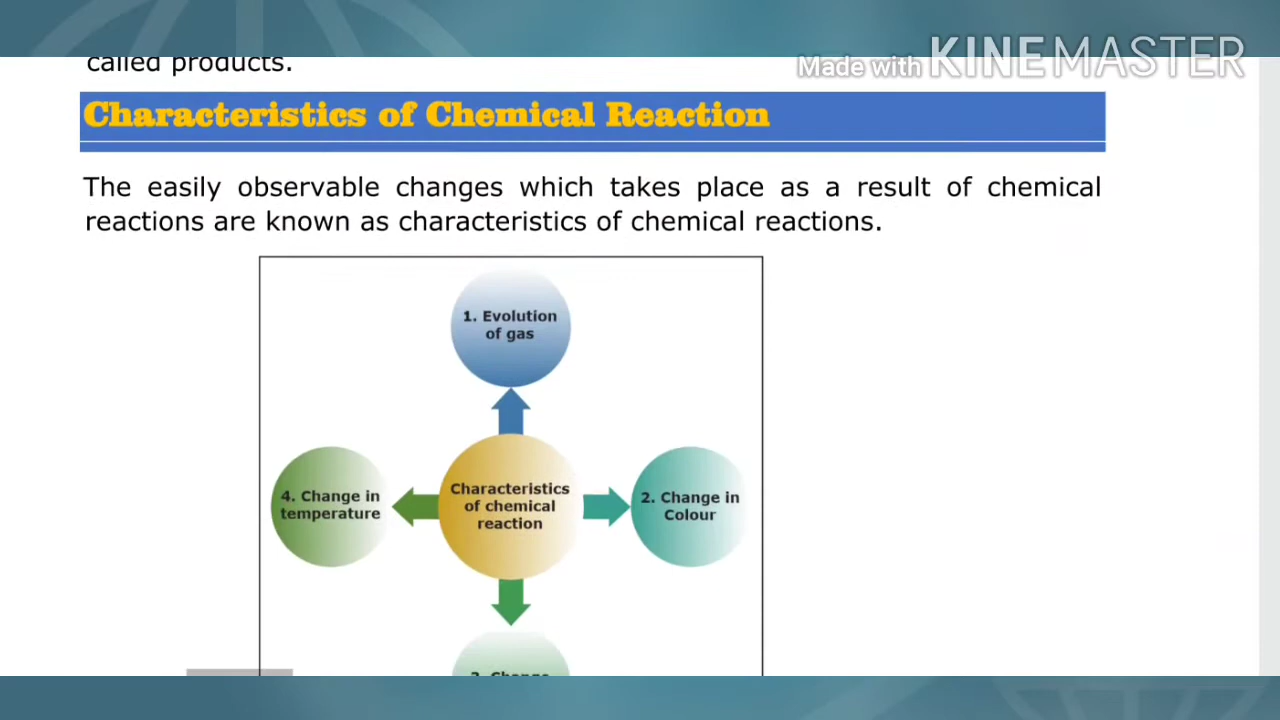 called products.
Made with KINEMASTER
Characteristics of Chemical Reaction
The easily observable changes which takes place as a result of chemical
reactions are known as characteristics of chemical reactions.
1. Evolution
of gas
4. Change in
temperature
Characteristics
of chemical
reaction
2. Change in
Colour
3. Change